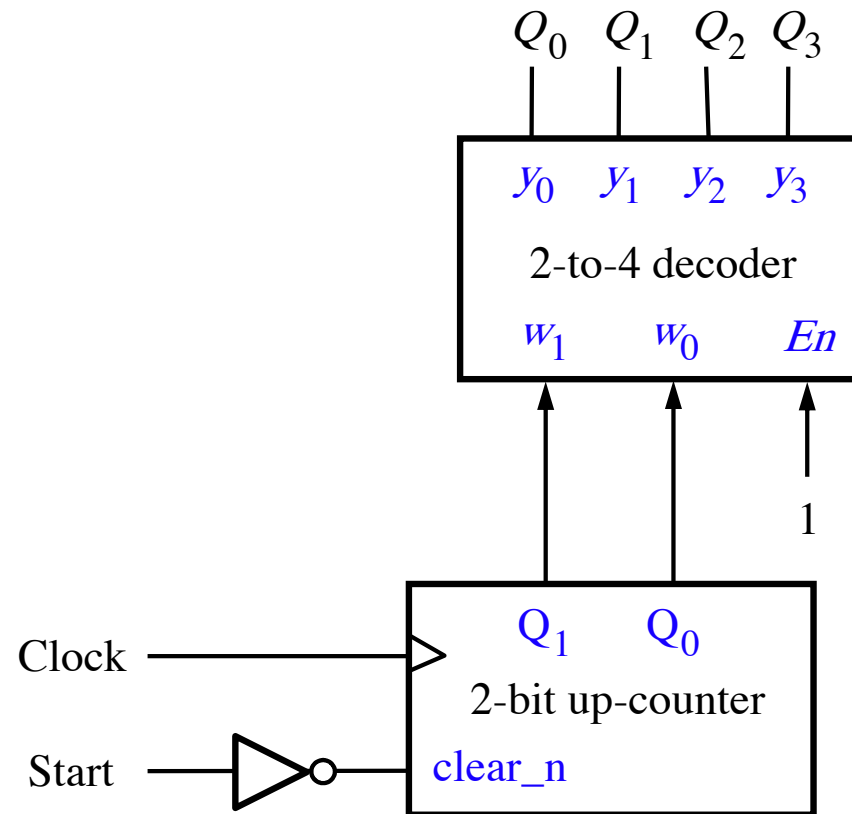 Q0 Q1 Q2 Q3
y0 y1 y2 y3
2-to-4 decoder
w1 w0 En
1
Q1 Q0
Clock
2-bit up-counter
Start
clear_n